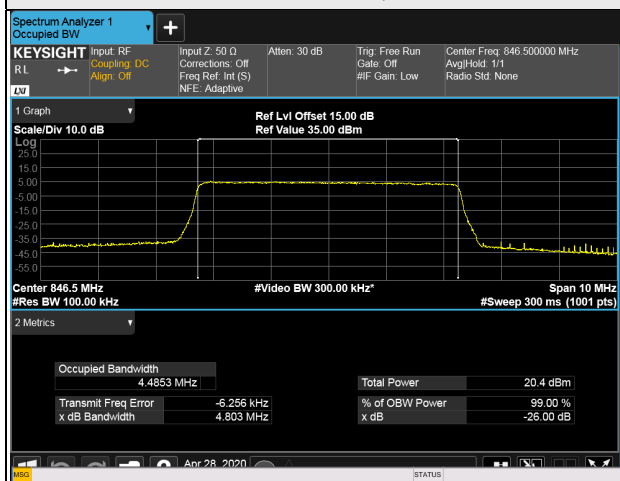 Spectrum Analyzer 1
Occupied BW
+
KEYSIGHT Input: RF Input Z: 50 Ω Atten: 30 dB Trig: Free Run Center Freq: 846.500000 MHz
RL Coupling: DC Corrections: Off Gate: Off Avg|Hold: 1/1
Align: Off Freq Ref: Int (S) #IF Gain: Low Radio Std: None
LXI NFE: Adaptive
1 Graph
Ref Lvl Offset 15.00 dB
Scale/Div 10.0 dB Ref Value 35.00 dBm
Log
25.0
15.0
5.00
-5.00
-15.0
-25.0
-35.0
-45.0
-55.0
Center 846.5 MHz #Video BW 300.00 kHz* Span 10 MHz
#Res BW 100.00 kHz #Sweep 300 ms (1001 pts)
2 Metrics
Occupied Bandwidth
4.4853 MHz Total Power 20.4 dBm
Transmit Freq Error -6.256 kHz % of OBW Power 99.00 %
x dB Bandwidth 4.803 MHz x dB -26.00 dB
Apr 28, 2020
MSG STATUS